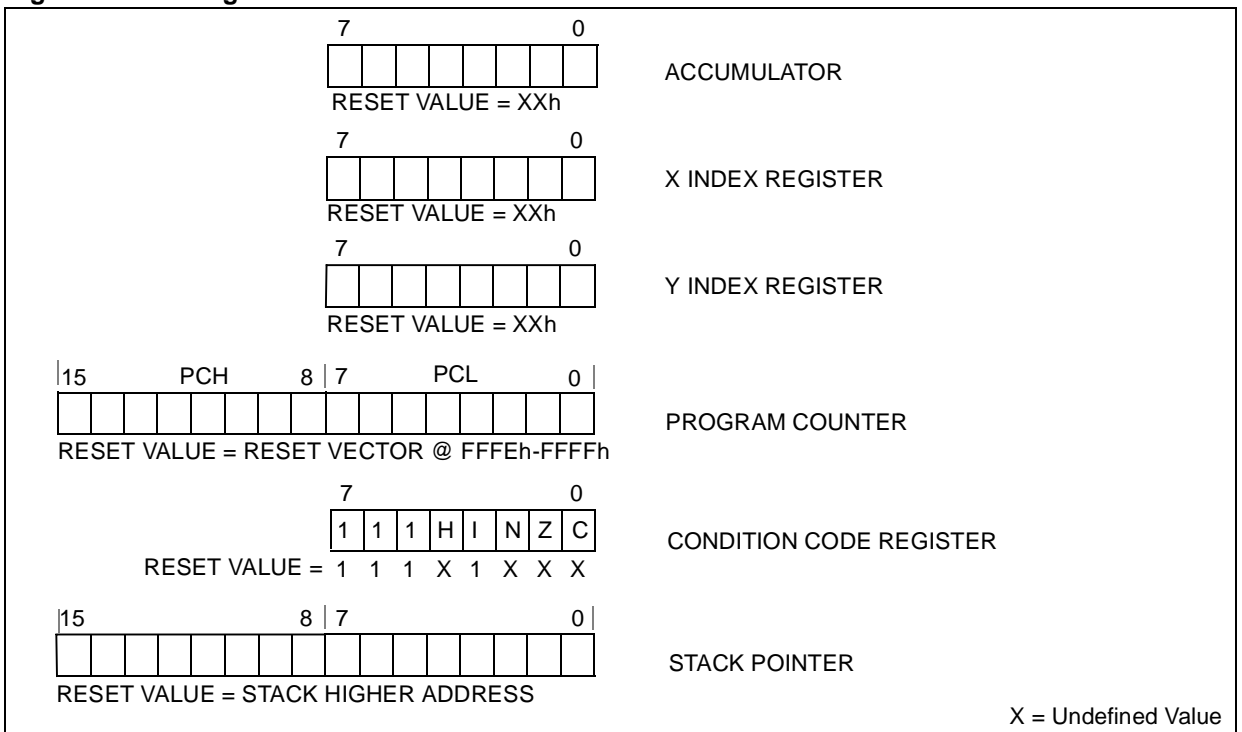 7 0
ACCUMULATOR
RESET VALUE = XXh
7 0
X INDEX REGISTER
RESET VALUE = XXh
7 0
Y INDEX REGISTER
RESET VALUE = XXh
15 PCH 8 7 PCL 0
PROGRAM COUNTER
RESET VALUE = RESET VECTOR @ FFFEh-FFFFh
7 0
1 1 1 H I N Z C
CONDITION CODE REGISTER
RESET VALUE = 1 1 1 X 1 X X X
15 8 7 0
STACK POINTER
RESET VALUE = STACK HIGHER ADDRESS
X = Undefined Value